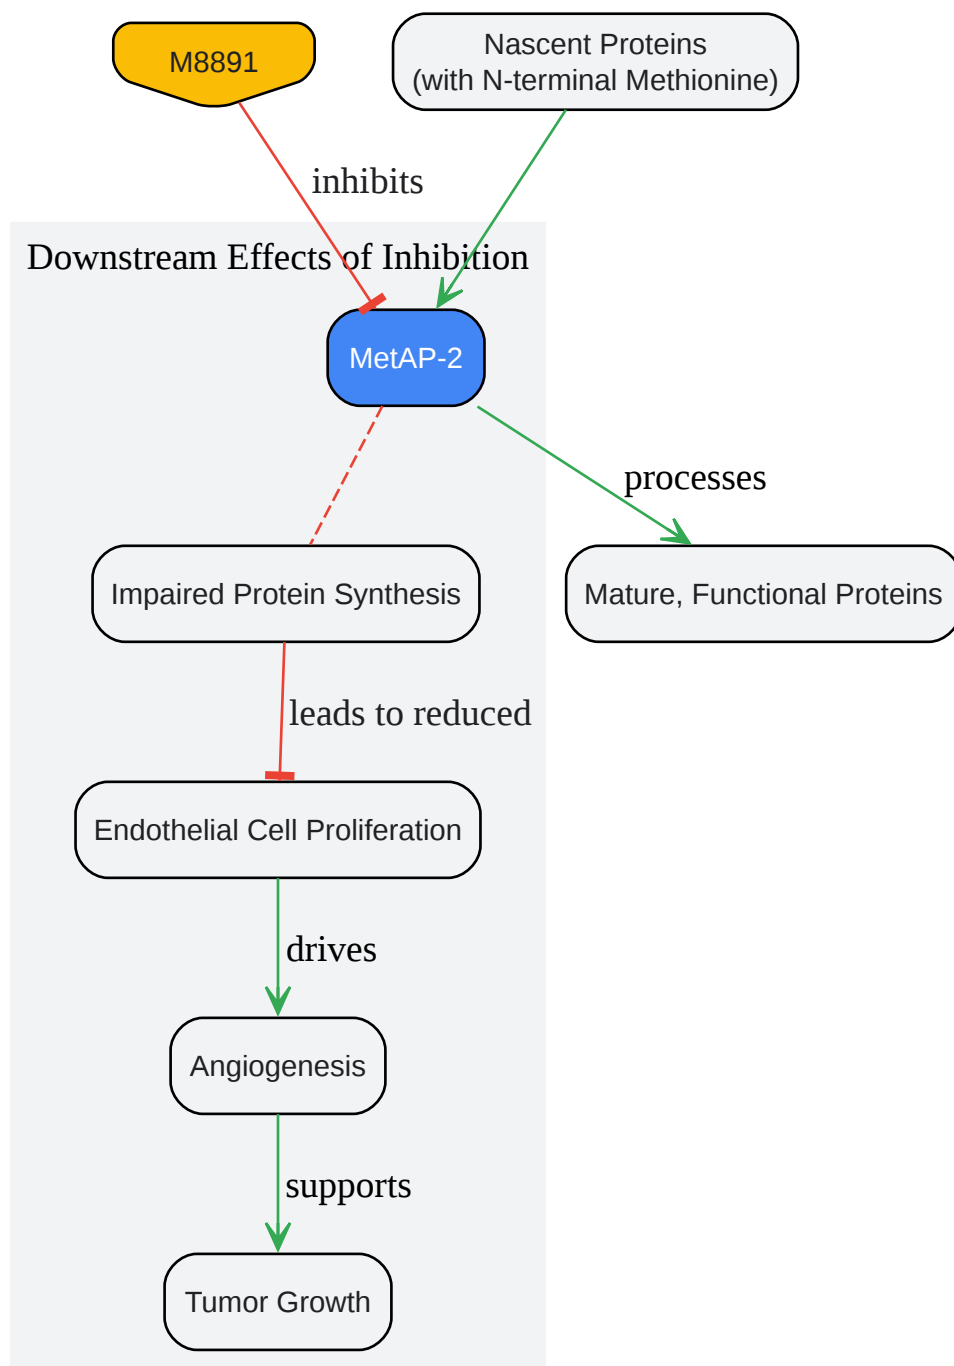 M8891
Nascent Proteins
(with N-terminal Methionine)
inhibits
Downstream Effects of Inhibition
MetAP-2
processes
Impaired Protein Synthesis
Mature, Functional Proteins
leads to reduced
Endothelial Cell Proliferation
drives
Angiogenesis
supports
Tumor Growth